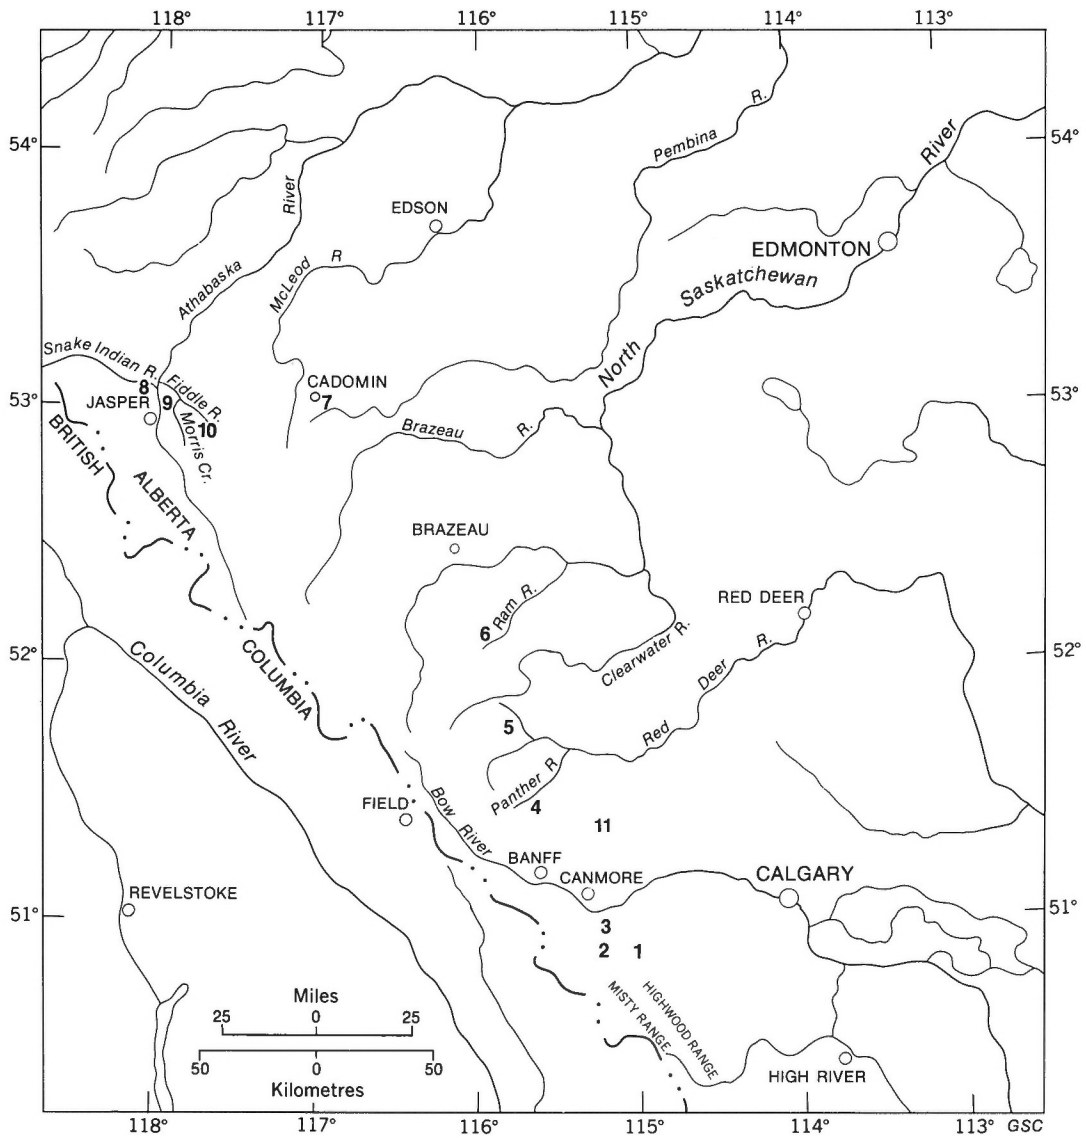 118° 117° 116° 115° 114° 113°
54° 54°
Pembina R.
River
River
EDSON
EDMONTON
McLeod R
Athabaska
Saskatchewan
North
Snake Indian R.
Fiddle R.
8
CADOMIN
7
53° 53°
JASPER 9
10
Morris Cr.
Brazeau R.
BRITISH
ALBERTA
BRAZEAU
Ram R.
6
RED DEER
Clearwater R.
52° 52°
COLUMBIA
Columbia River
Red Deer R.
5
Panther R
4
FIELD
Bow River
11
BANFF
CANMORE
CALGARY
REVELSTOKE
51° 51°
3
2 1
MISTY RANGE
HIGHWOOD RANGE
Miles
25 0 25
50 0 50
Kilometres
HIGH RIVER
118° 117° 116° 115° 114° 113° GSC